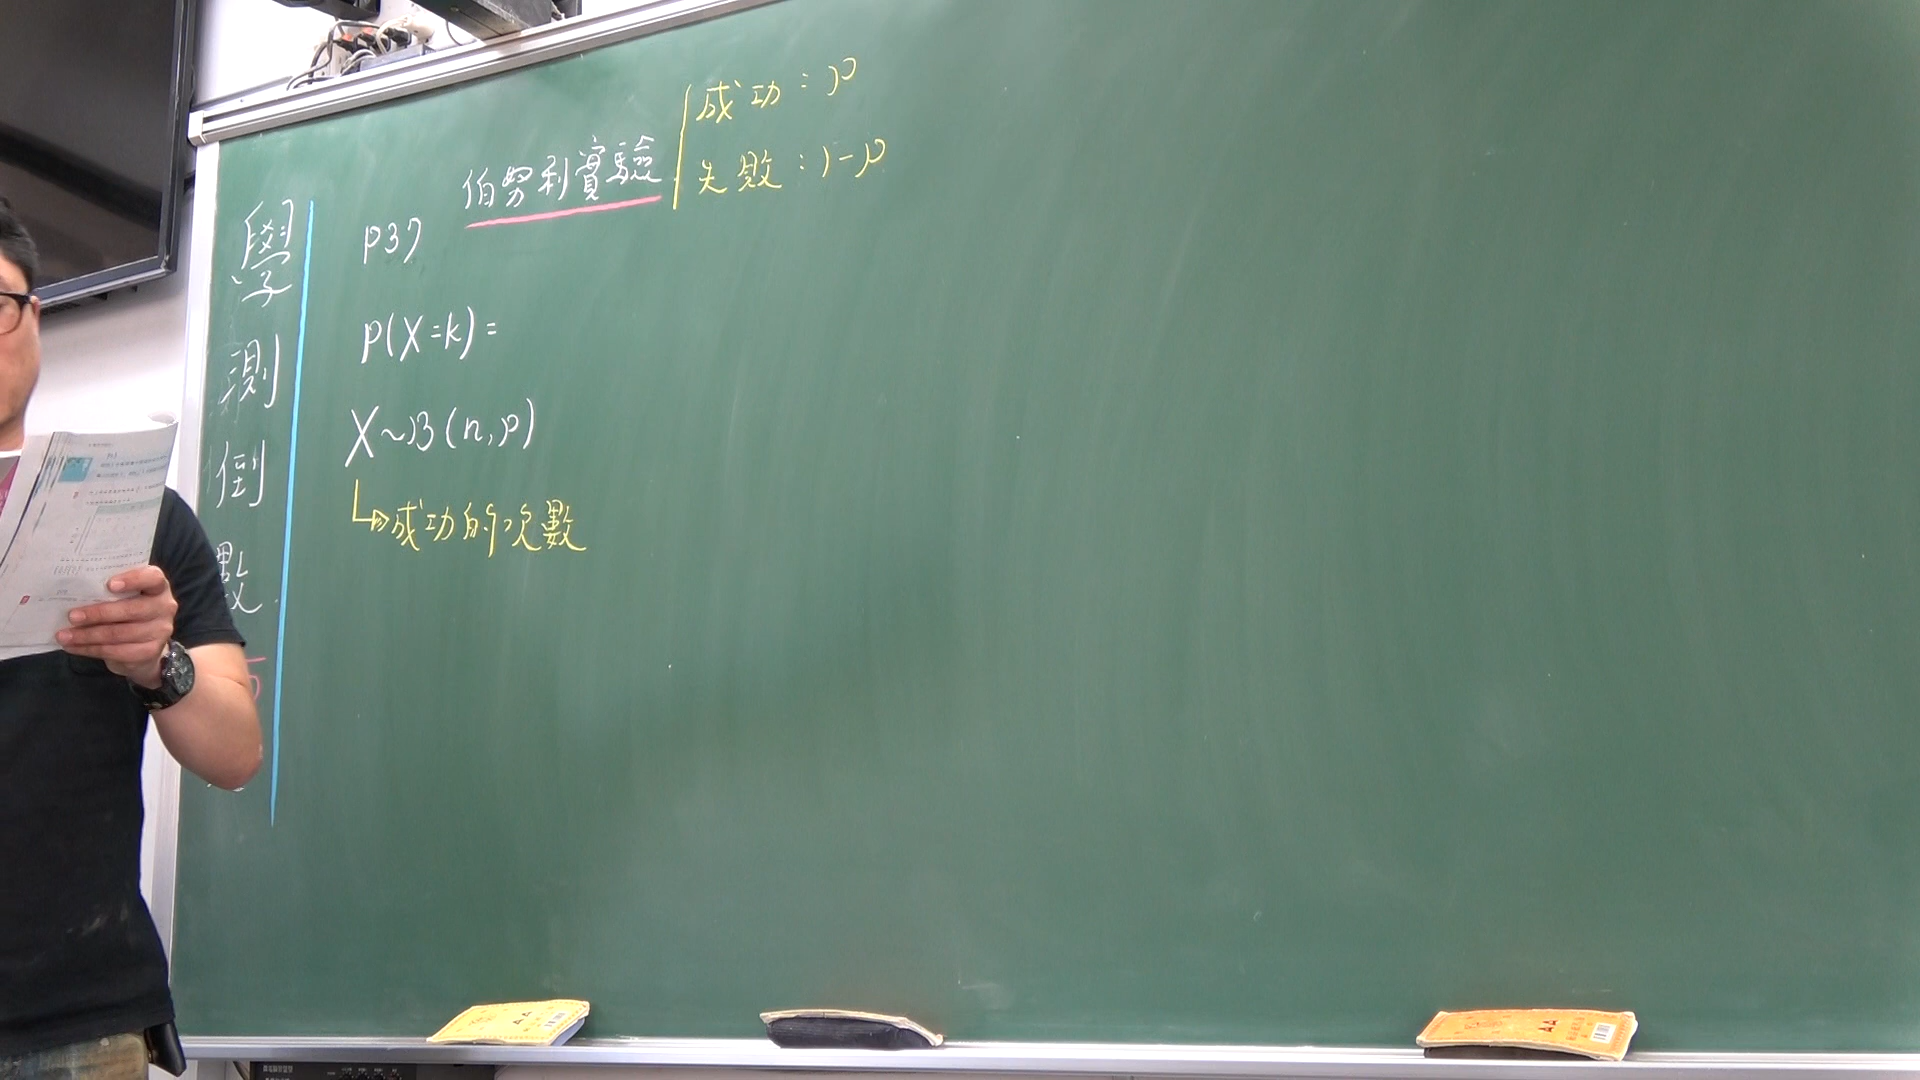 伯努利實驗
成功：p
失敗：1-p
P37
P(X=k)=
X~B(n,p)
成功的次數
學測倒數